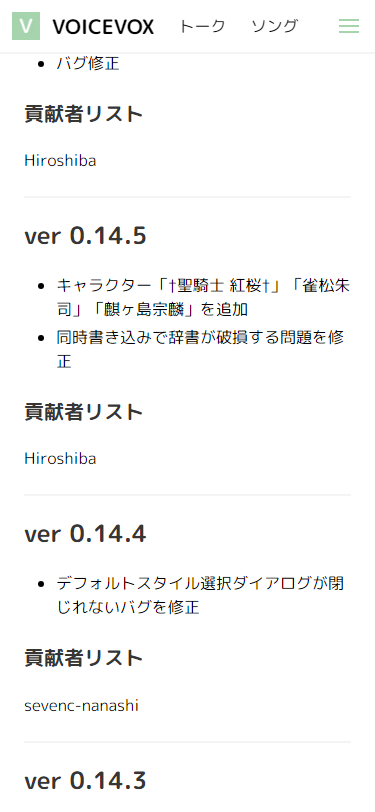 V VOICEVOX トーク ソング
バグ修正
貢献者リスト
Hiroshiba
ver 0.14.5
キャラクター「†聖騎士 紅桜†」「雀松朱
司」「麒ヶ島宗麟」を追加
同時書き込みで辞書が破損する問題を修
正
貢献者リスト
Hiroshiba
ver 0.14.4
デフォルトスタイル選択ダイアログが閉
じれないバグを修正
貢献者リスト
sevenc-nanashi
ver 0.14.3